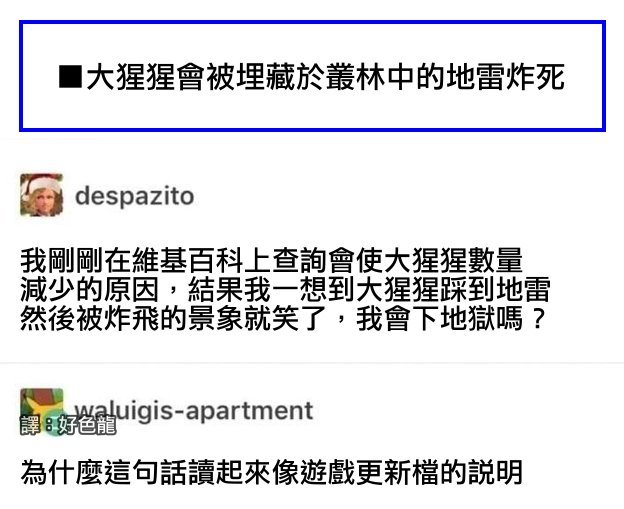 ■大猩猩會被埋藏於叢林中的地雷炸死
despazito
我剛剛在維基百科上查詢會使大猩猩數量
減少的原因，結果我一想到大猩猩踩到地雷
然後被炸飛的景象就笑了，我會下地獄嗎？
waluigis-apartment
譯：好色龍
為什麼這句話讀起來像遊戲更新檔的說明